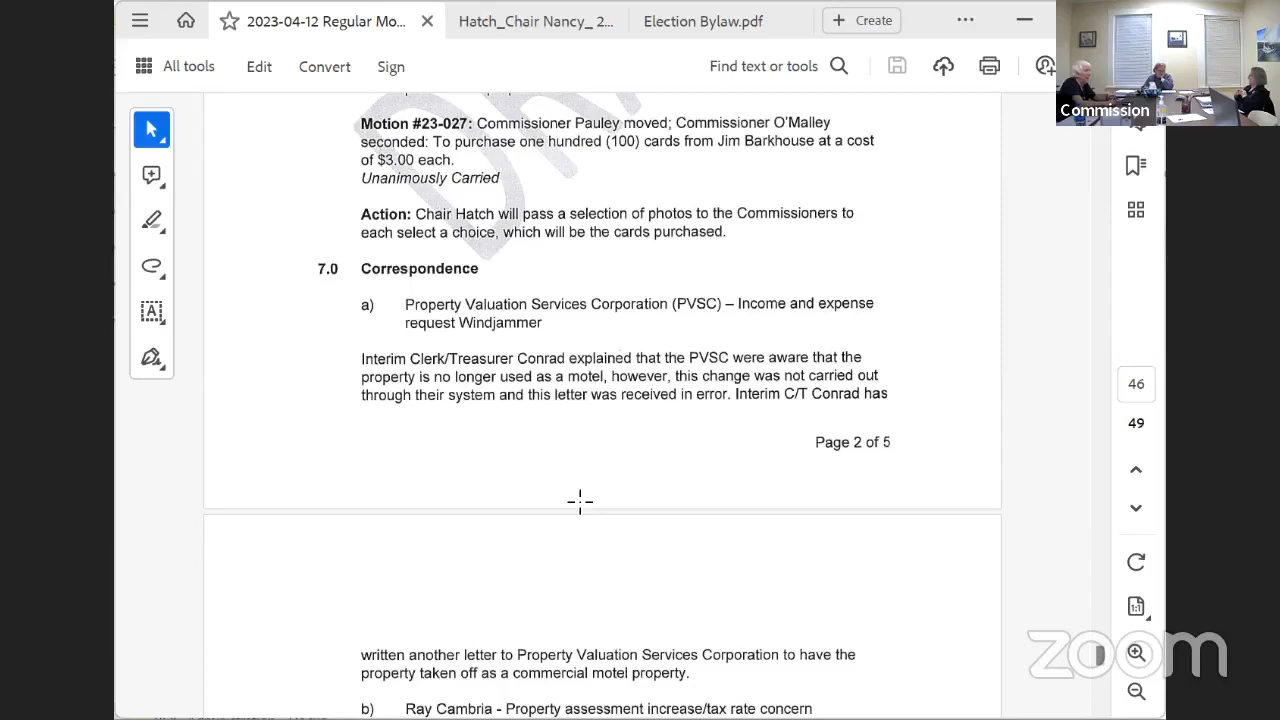 2023-04-12 Regular Mo...
Hatch_Chair Nancy_ 2...
Election Bylaw.pdf
Create
All tools
Edit
Convert
Sign
Find text or tools
Commission
Motion #23-027: Commissioner Pauley moved; Commissioner O'Malley
seconded: To purchase one hundred (100) cards from Jim Barkhouse at a cost
of $3.00 each.
Unanimously Carried
Action: Chair Hatch will pass a selection of photos to the Commissioners to
each select a choice, which will be the cards purchased.
7.0 Correspondence
a) Property Valuation Services Corporation (PVSC) – Income and expense
request Windjammer
Interim Clerk/Treasurer Conrad explained that the PVSC were aware that the
property is no longer used as a motel, however, this change was not carried out
through their system and this letter was received in error. Interim C/T Conrad has
Page 2 of 5
46
49
1:1
written another letter to Property Valuation Services Corporation to have the
property taken off as a commercial motel property.
b) Ray Cambria - Property assessment increase/tax rate concern
zoom